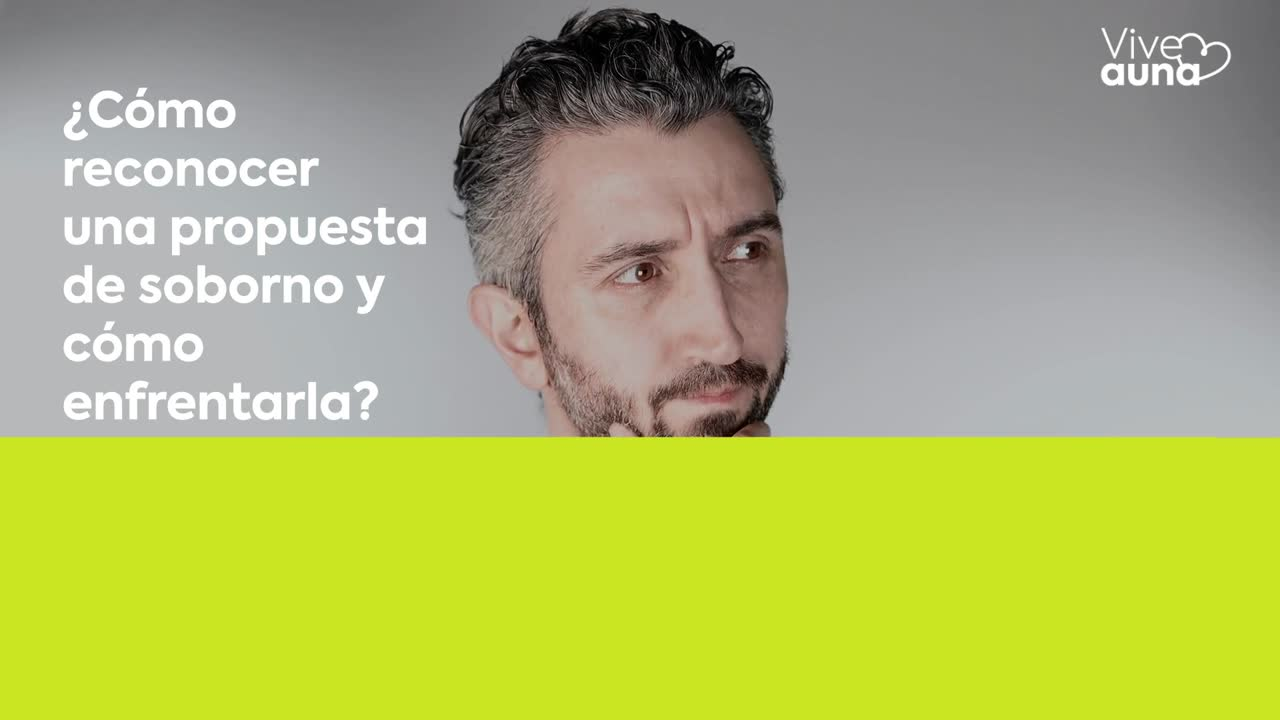 ¿Cómo
reconocer
una propuesta
de soborno y
cómo
enfrentarla?
Vive
auna